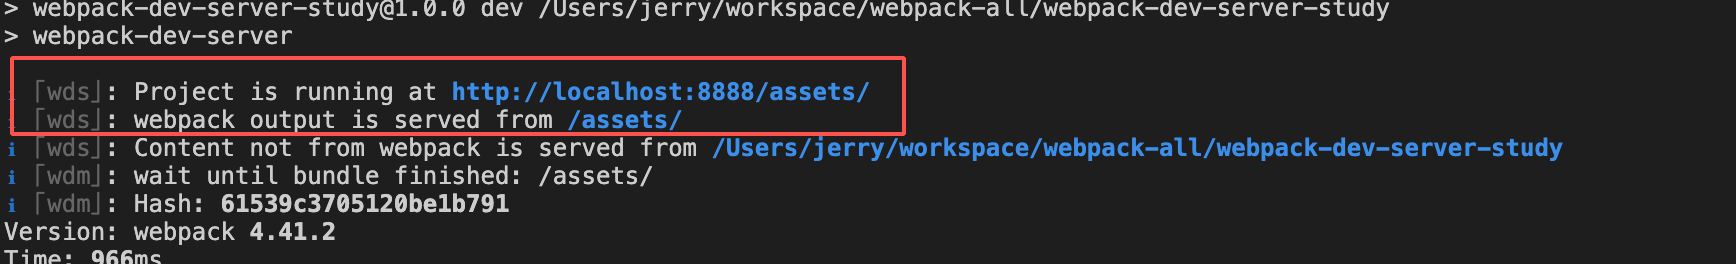 > webpack-dev-server-study@1.0.0 dev /Users/jerry/workspace/webpack-all/webpack-dev-server-study
> webpack-dev-server
i ｢wds｣: Project is running at http://localhost:8888/assets/
i ｢wds｣: webpack output is served from /assets/
i ｢wds｣: Content not from webpack is served from /Users/jerry/workspace/webpack-all/webpack-dev-server-study
i ｢wdm｣: wait until bundle finished: /assets/
i ｢wdm｣: Hash: 61539c3705120be1b791
Version: webpack 4.41.2
Time: 966ms